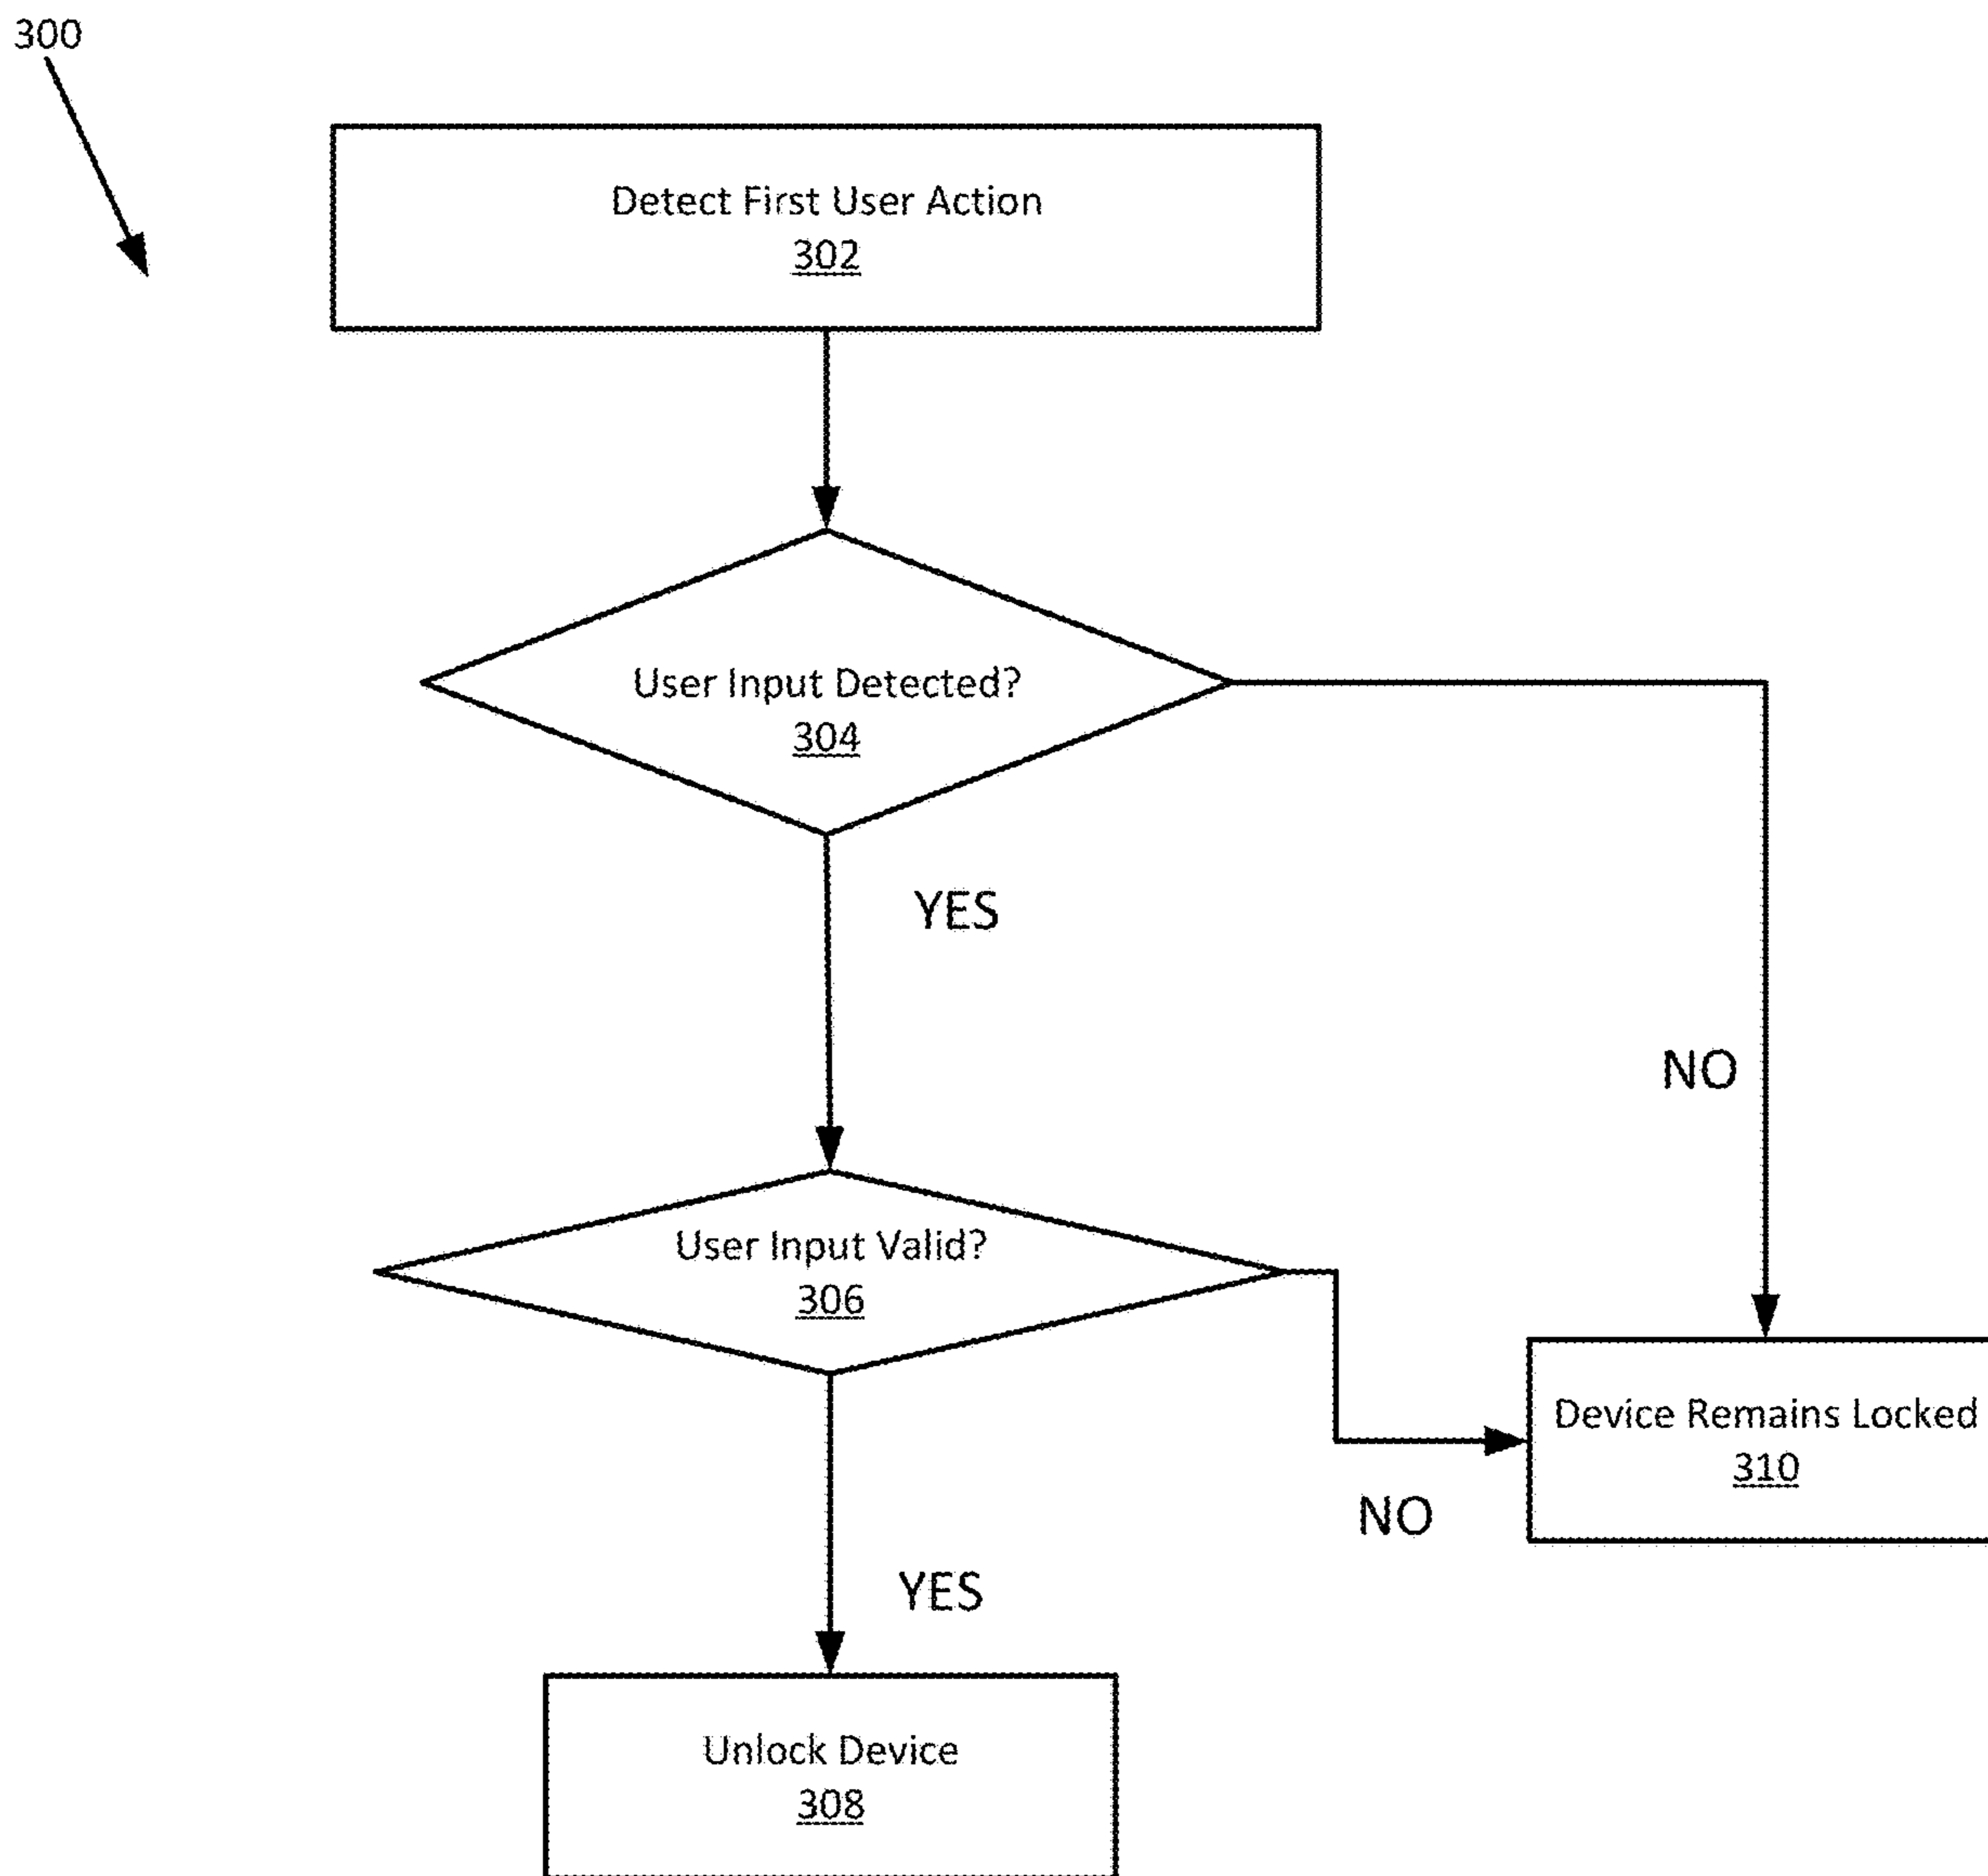 300
Detect First User Action
302
User Input Detected?
304
YES
NO
User Input Valid?
306
Device Remains Locked
310
NO
YES
Unlock Device
308